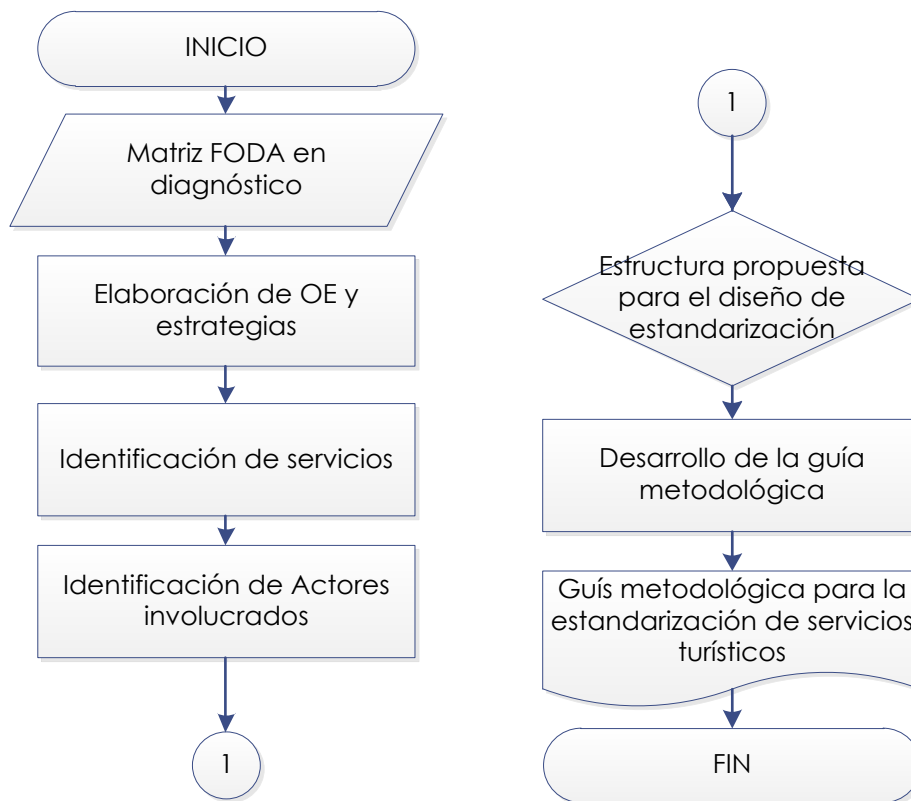 INICIO
Matriz FODA en
diagnóstico
Elaboración de OE y
estrategias
Identificación de servicios
Identificación de Actores
involucrados
1
1
Estructura propuesta
para el diseño de
estandarización
Desarrollo de la guía
metodológica
Guís metodológica para la
estandarización de servicios
turísticos
FIN